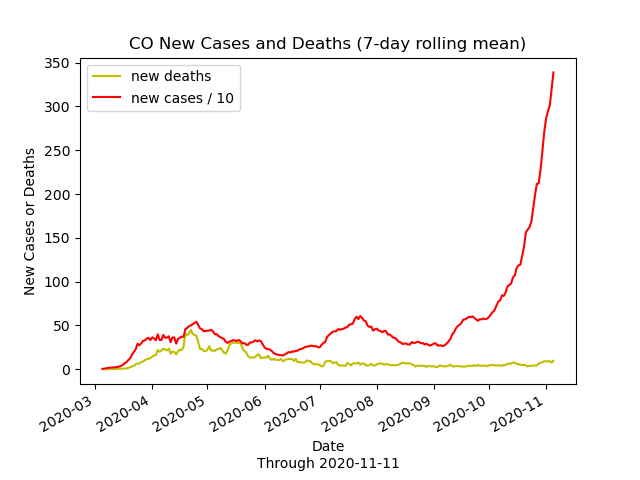 CO New Cases and Deaths (7-day rolling mean)
new deaths
new cases / 10
New Cases or Deaths
350
300
250
200
150
100
50
0
2020-03
2020-04
2020-05
2020-06
2020-07
2020-08
2020-09
2020-10
2020-11
Date
Through 2020-11-11